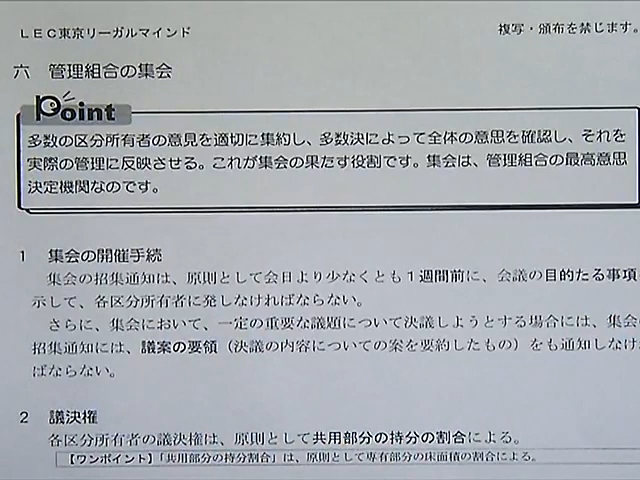 LEC東京リーガルマインド
複写・頒布を禁じます。
六 管理組合の集会
Point
多数の区分所有者の意見を適切に集約し、多数決によって全体の意思を確認し、それを
実際の管理に反映させる。これが集会の果たす役割です。集会は、管理組合の最高意思
決定機関なのです。
1 集会の開催手続
集会の招集通知は、原則として会日より少なくとも1週間前に、会議の目的たる事項
示して、各区分所有者に発しなければならない。
さらに、集会において、一定の重要な議題について決議しようとする場合には、集会
招集通知には、議案の要領（決議の内容についての案を要約したもの）をも通知しなけ
ばならない。
2 議決権
各区分所有者の議決権は、原則として共用部分の持分の割合による。
【ワンポイント】「共用部分の持分割合」は、原則として専有部分の床面積の割合による。